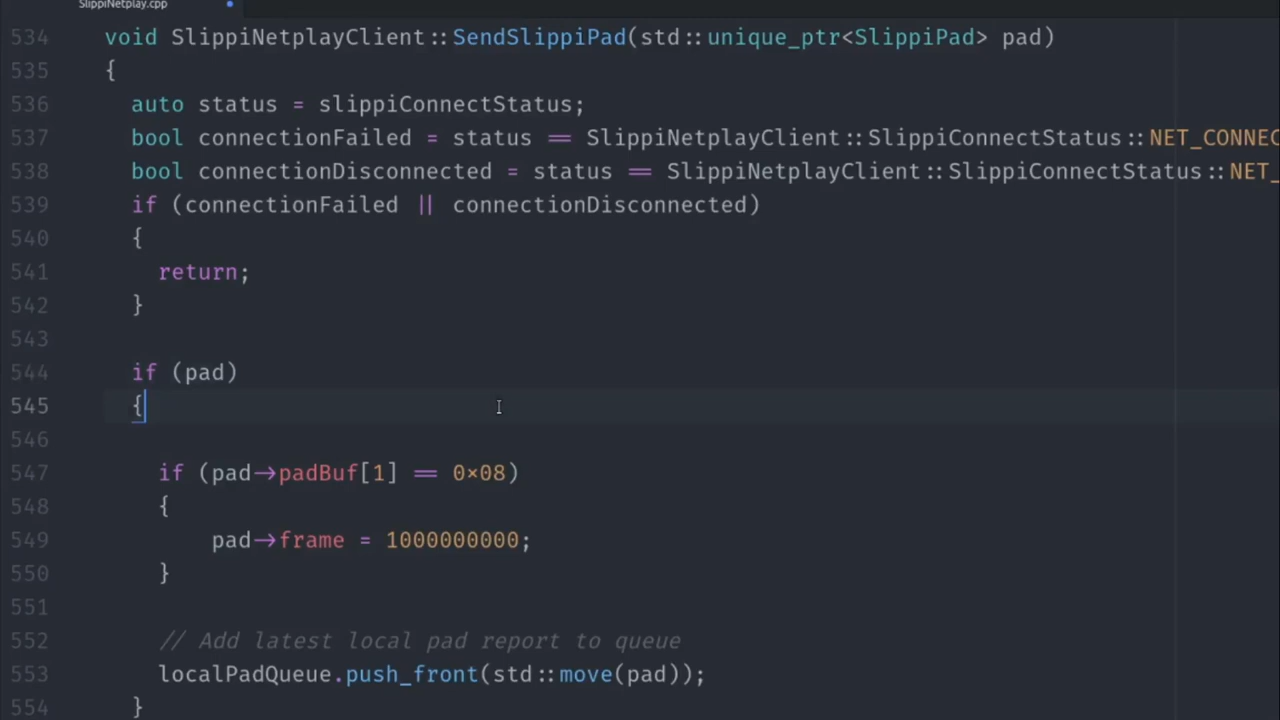 SlippiNetplay.cpp
534 void SlippiNetplayClient::SendSlippiPad(std::unique_ptr<SlippiPad> pad)
535 {
536 auto status = slippiConnectStatus;
537 bool connectionFailed = status == SlippiNetplayClient::SlippiConnectStatus::NET_CONNEC
538 bool connectionDisconnected = status == SlippiNetplayClient::SlippiConnectStatus::NET_
539 if (connectionFailed || connectionDisconnected)
540 {
541 return;
542 }
543
544 if (pad)
545 {
546
547 if (pad->padBuf[1] == 0x08)
548 {
549 pad->frame = 1000000000;
550 }
551
552 // Add latest local pad report to queue
553 localPadQueue.push_front(std::move(pad));
554 }